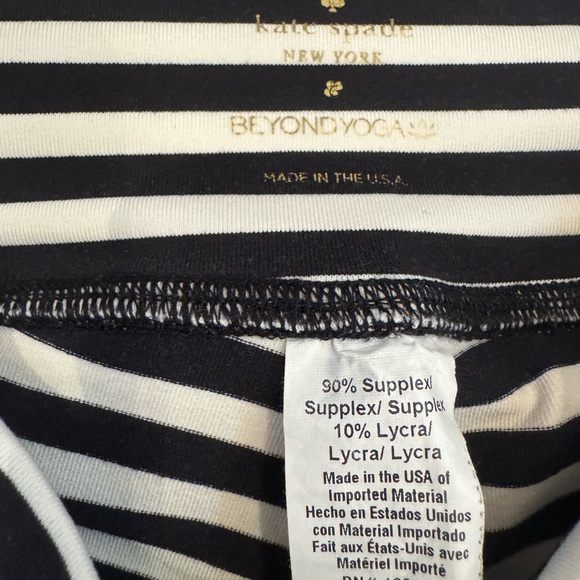 kate spade
NEW YORK
BEYOND YOGA
MADE IN THE U.S.A.
90% Supplex/
Supplex/ Supplex
10% Lycra/
Lycra/ Lycra
Made in the USA of
Imported Material
Hecho en Estados Unidos
con Material Importado
Fait aux États-Unis avec
Matériel Importé